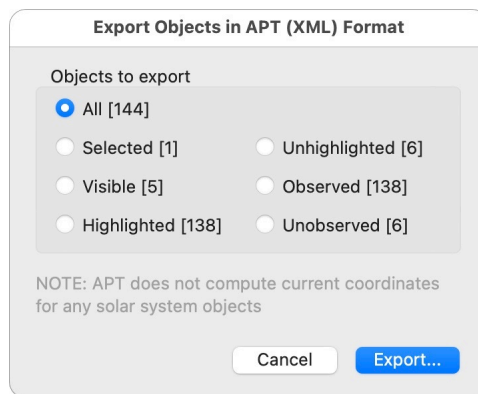 Export Objects in APT (XML) Format
Objects to export
All [144]
Selected [1]
Unhighlighted [6]
Visible [5]
Observed [138]
Highlighted [138]
Unobserved [6]
NOTE: APT does not compute current coordinates
for any solar system objects
Cancel
Export...